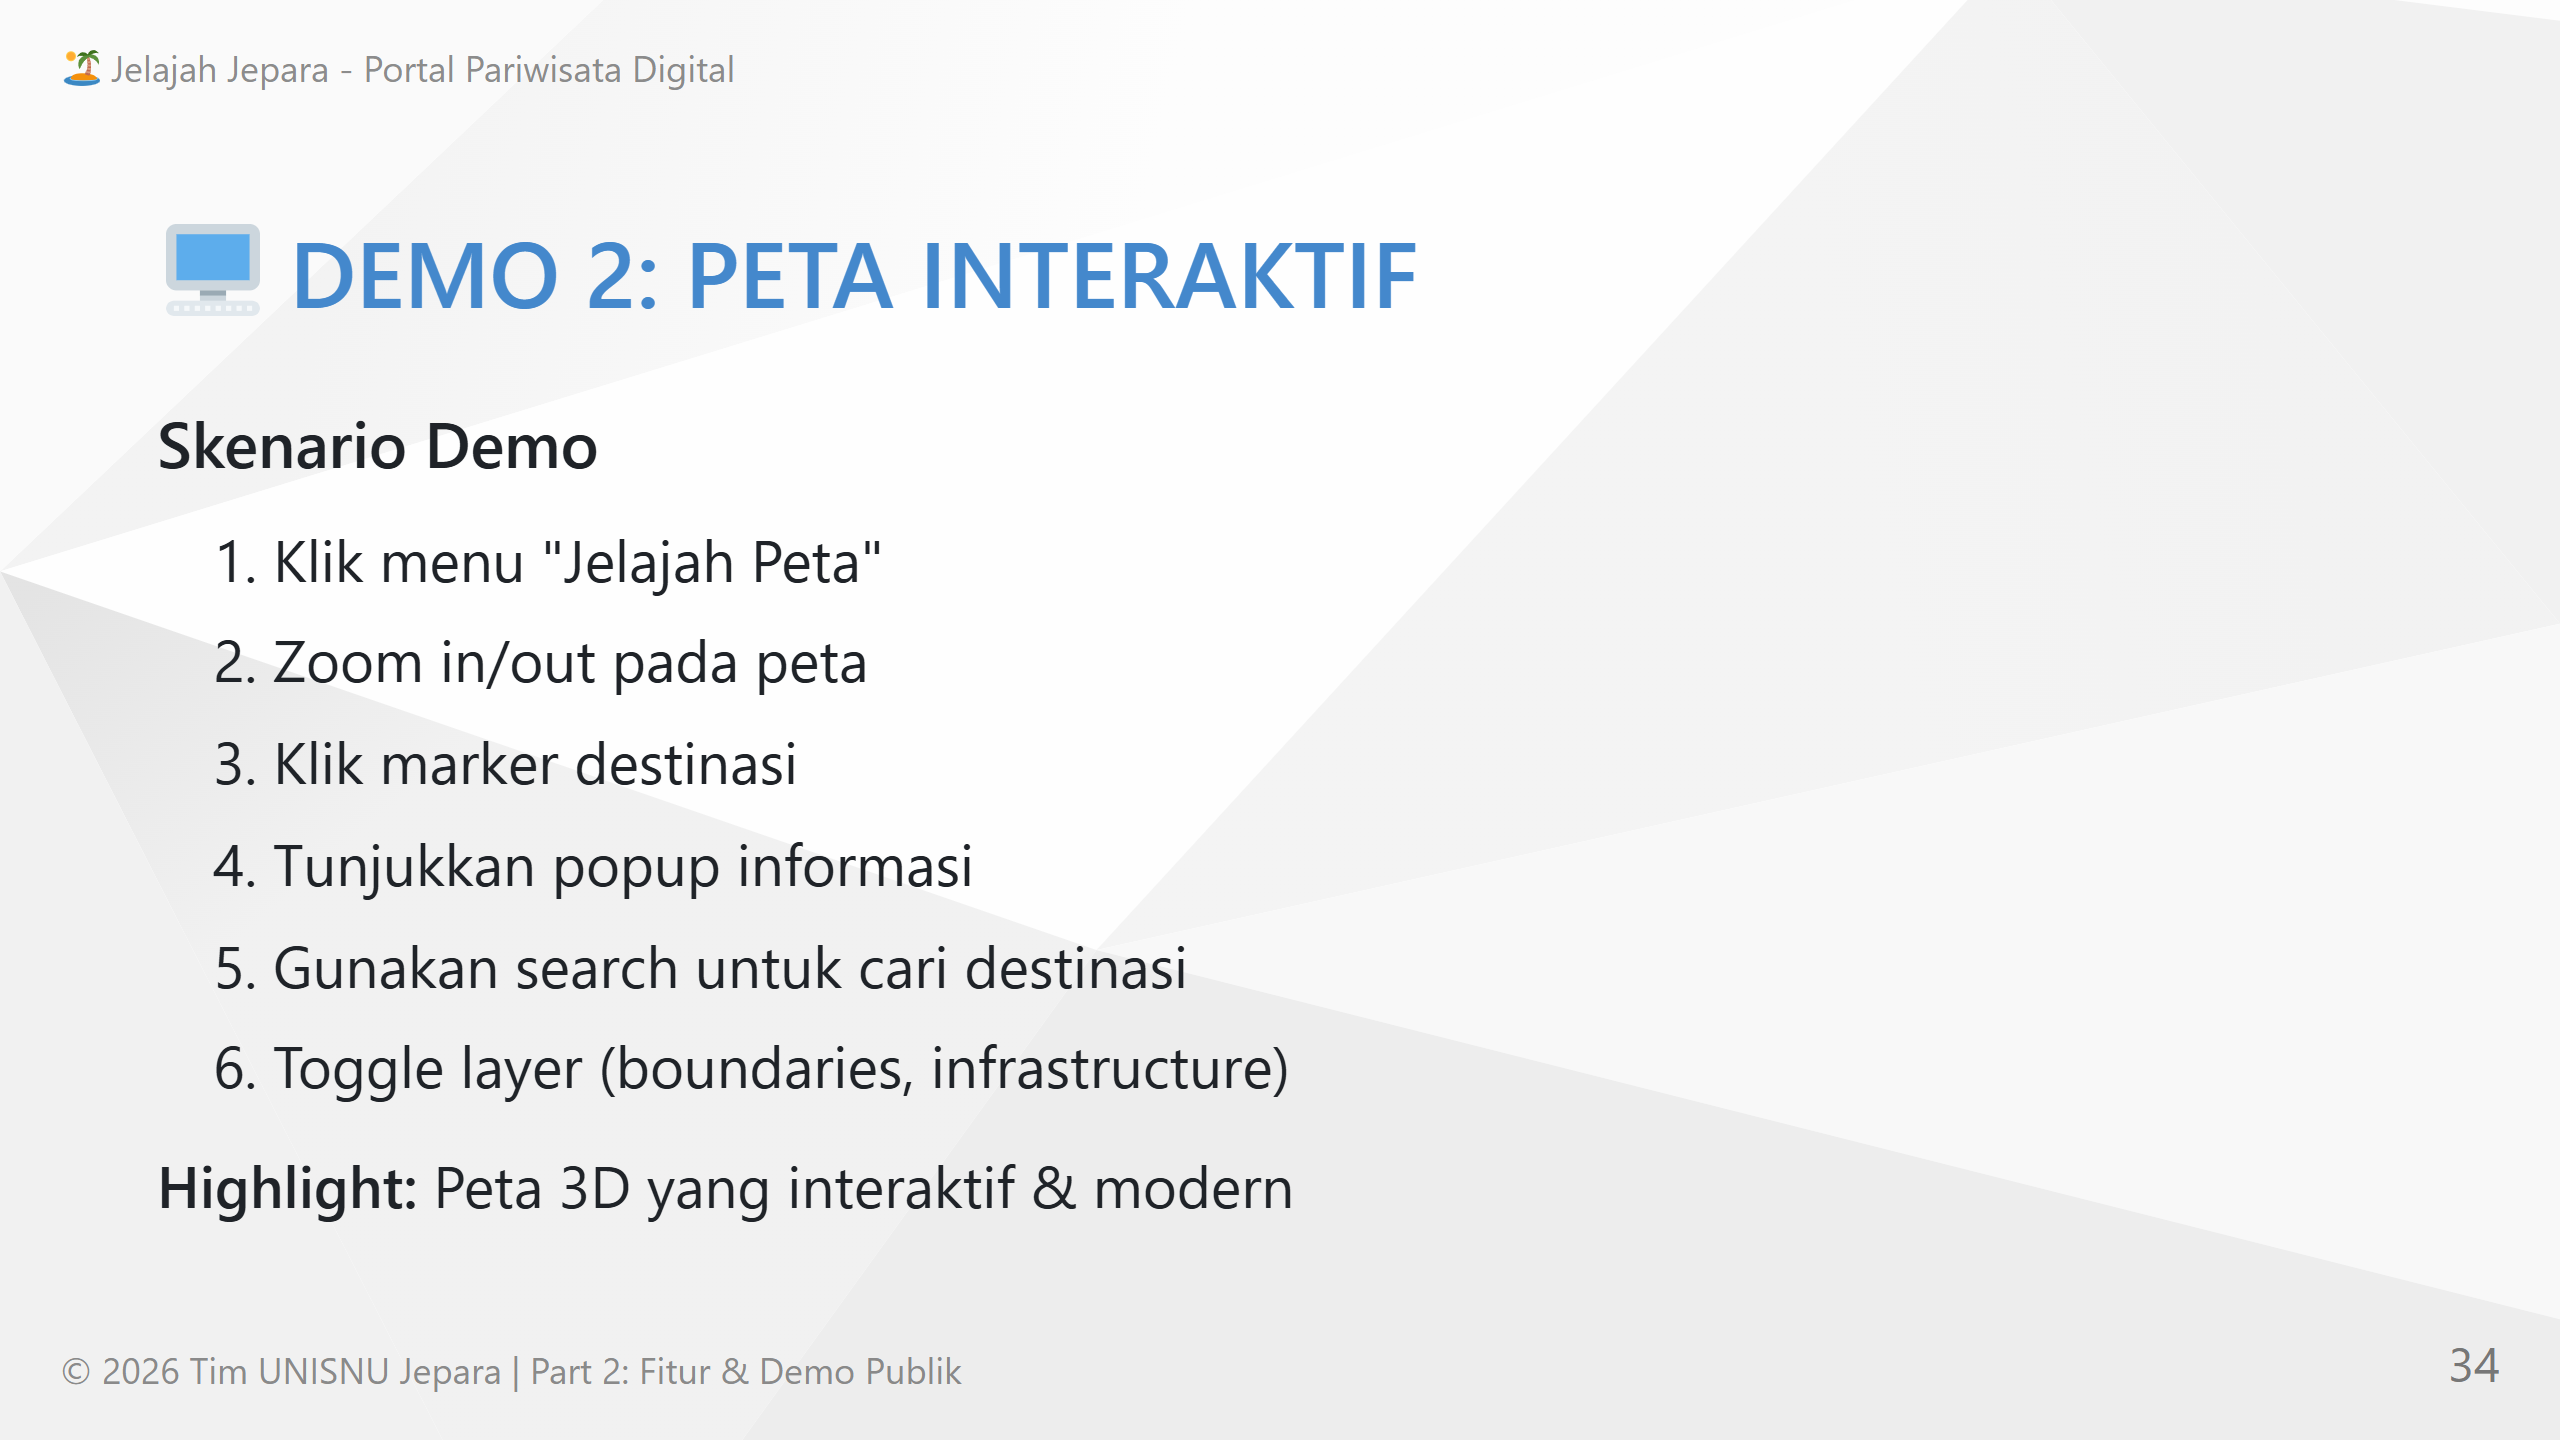 Jelajah Jepara - Portal Pariwisata Digital
DEMO 2: PETA INTERAKTIF
Skenario Demo
1. Klik menu "Jelajah Peta"
2. Zoom in/out pada peta
3. Klik marker destinasi
4. Tunjukkan popup informasi
5. Gunakan search untuk cari destinasi
6. Toggle layer (boundaries, infrastructure)
Highlight: Peta 3D yang interaktif & modern
© 2026 Tim UNISNU Jepara | Part 2: Fitur & Demo Publik
34